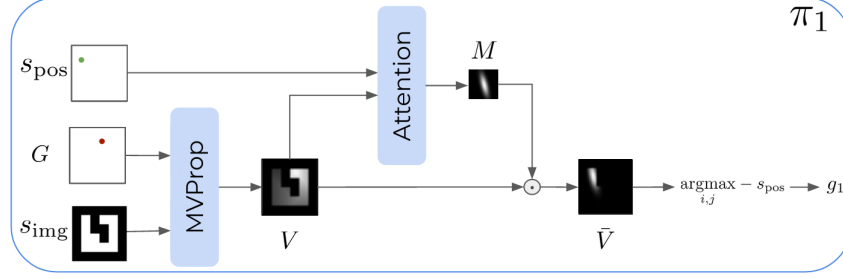 π₁
s_pos
M
Attention
G
MVProp
s_img
V
V̄
argmax − s_pos
i,j
g₁